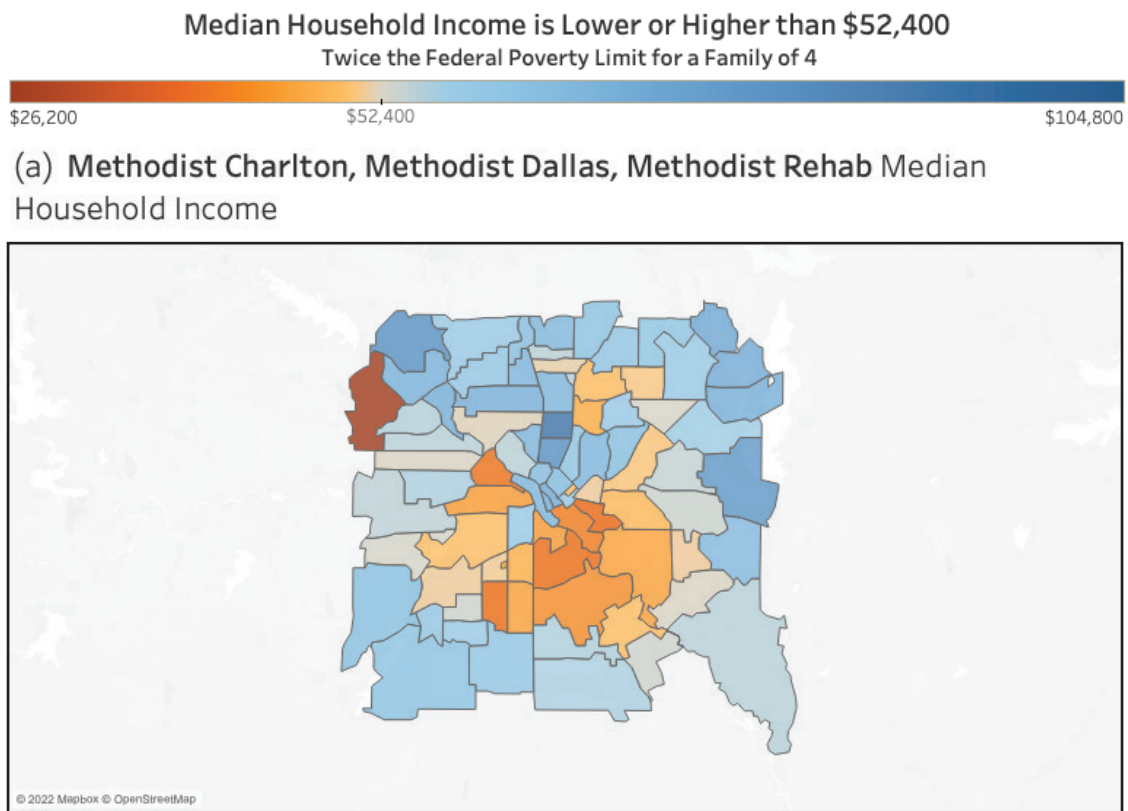 Median Household Income is Lower or Higher than $52,400
Twice the Federal Poverty Limit for a Family of 4
$26,200 $52,400 $104,800
(a) Methodist Charlton, Methodist Dallas, Methodist Rehab Median
Household Income
© 2022 Mapbox © OpenStreetMap